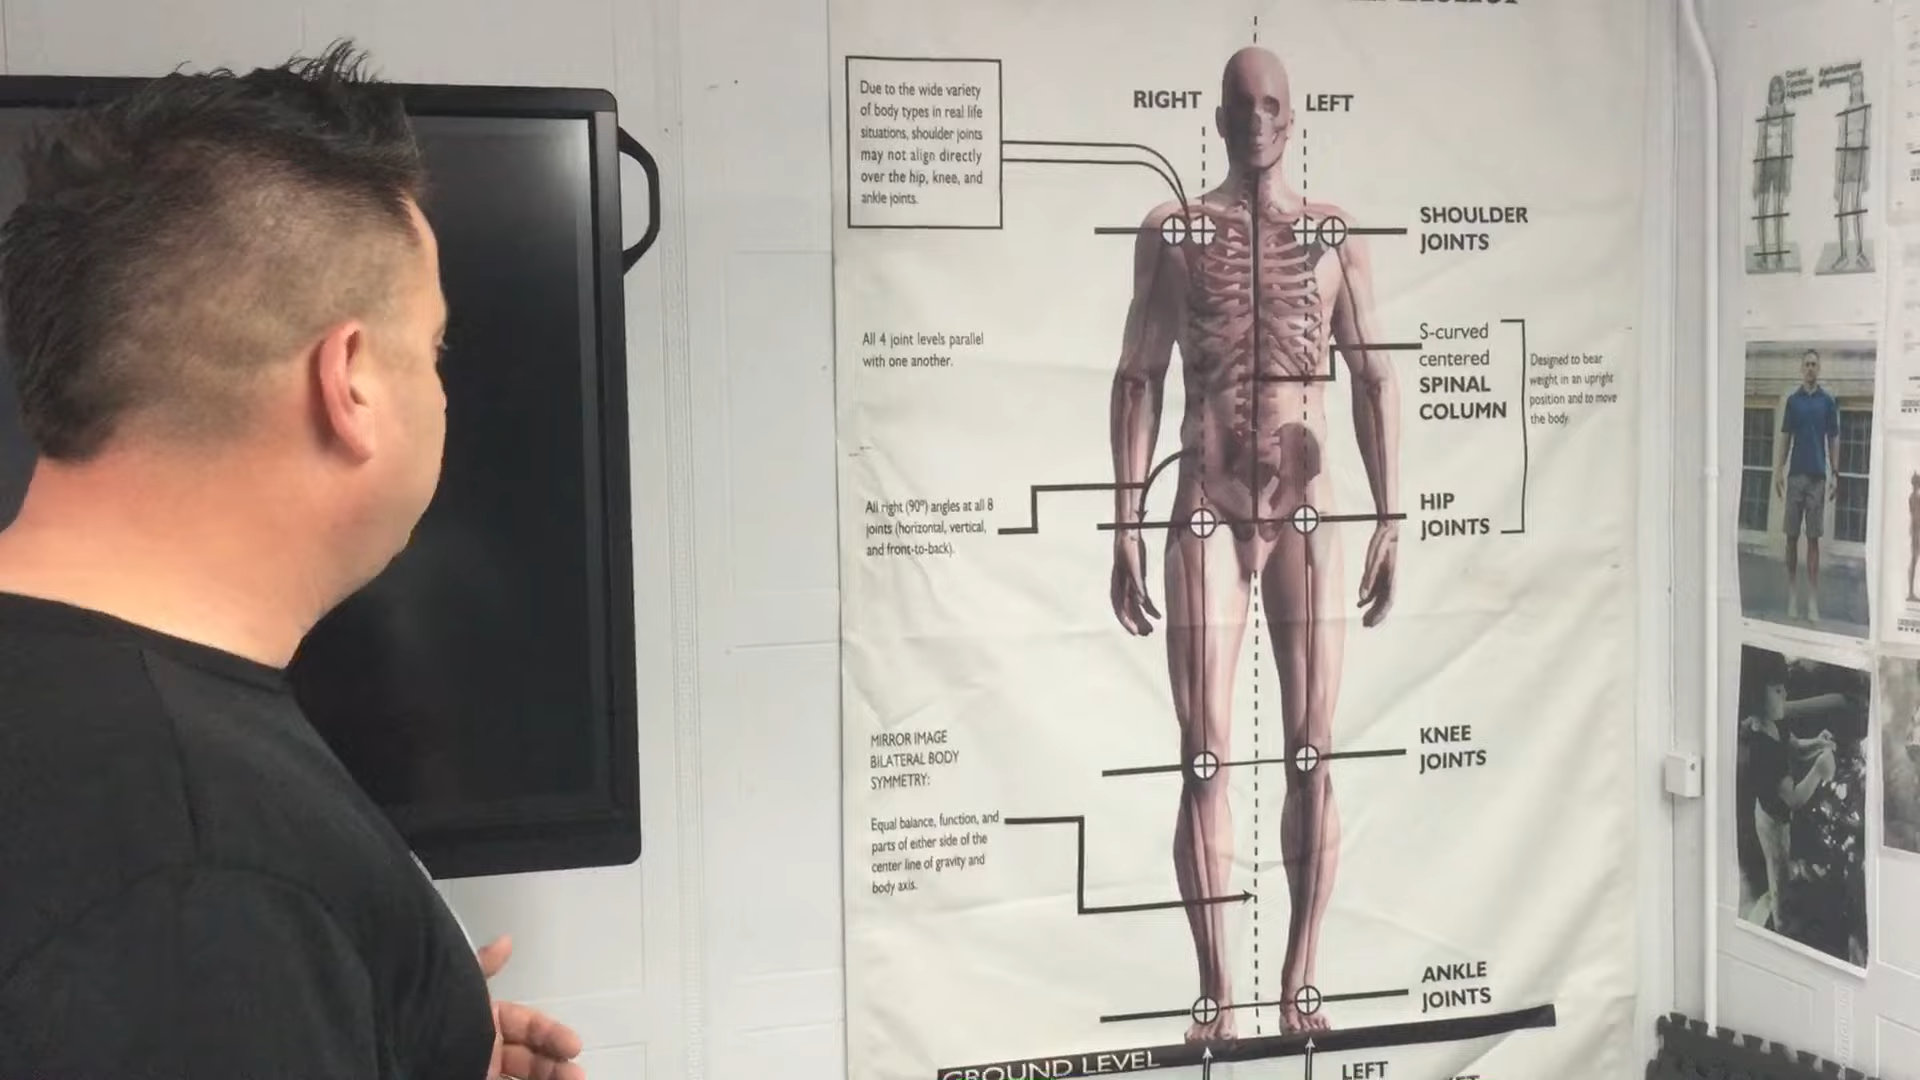 Due to the wide variety
of body types in real life
situations, shoulder joints
may not align directly
over the hip, knee, and
ankle joints.
RIGHT
LEFT
SHOULDER
JOINTS
All 4 joint levels parallel
with one another.
S-curved
centered
SPINAL
COLUMN
Designed to bear
weight in an upright
position and to move
the body.
All right (90°) angles at all 8
joints (horizontal, vertical,
and front-to-back).
HIP
JOINTS
MIRROR IMAGE
BILATERAL BODY
SYMMETRY:
Equal balance, function, and
parts of either side of the
center line of gravity and
body axis.
KNEE
JOINTS
ANKLE
JOINTS
GROUND LEVEL
LEFT